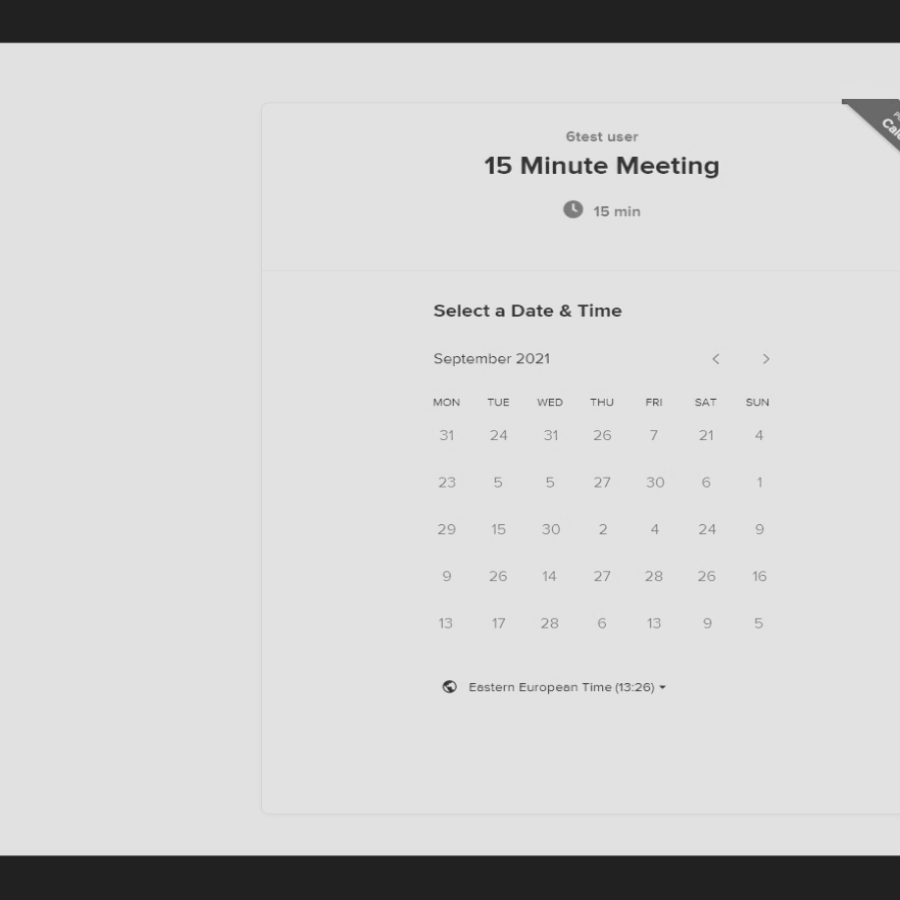 6test user
15 Minute Meeting
15 min
Select a Date & Time
September 2021
MON TUE WED THU FRI SAT SUN
31 24 31 26 7 21 4
23 5 5 27 30 6 1
29 15 30 2 4 24 9
9 26 14 27 28 26 16
13 17 28 6 13 9 5
Eastern European Time (13:26)